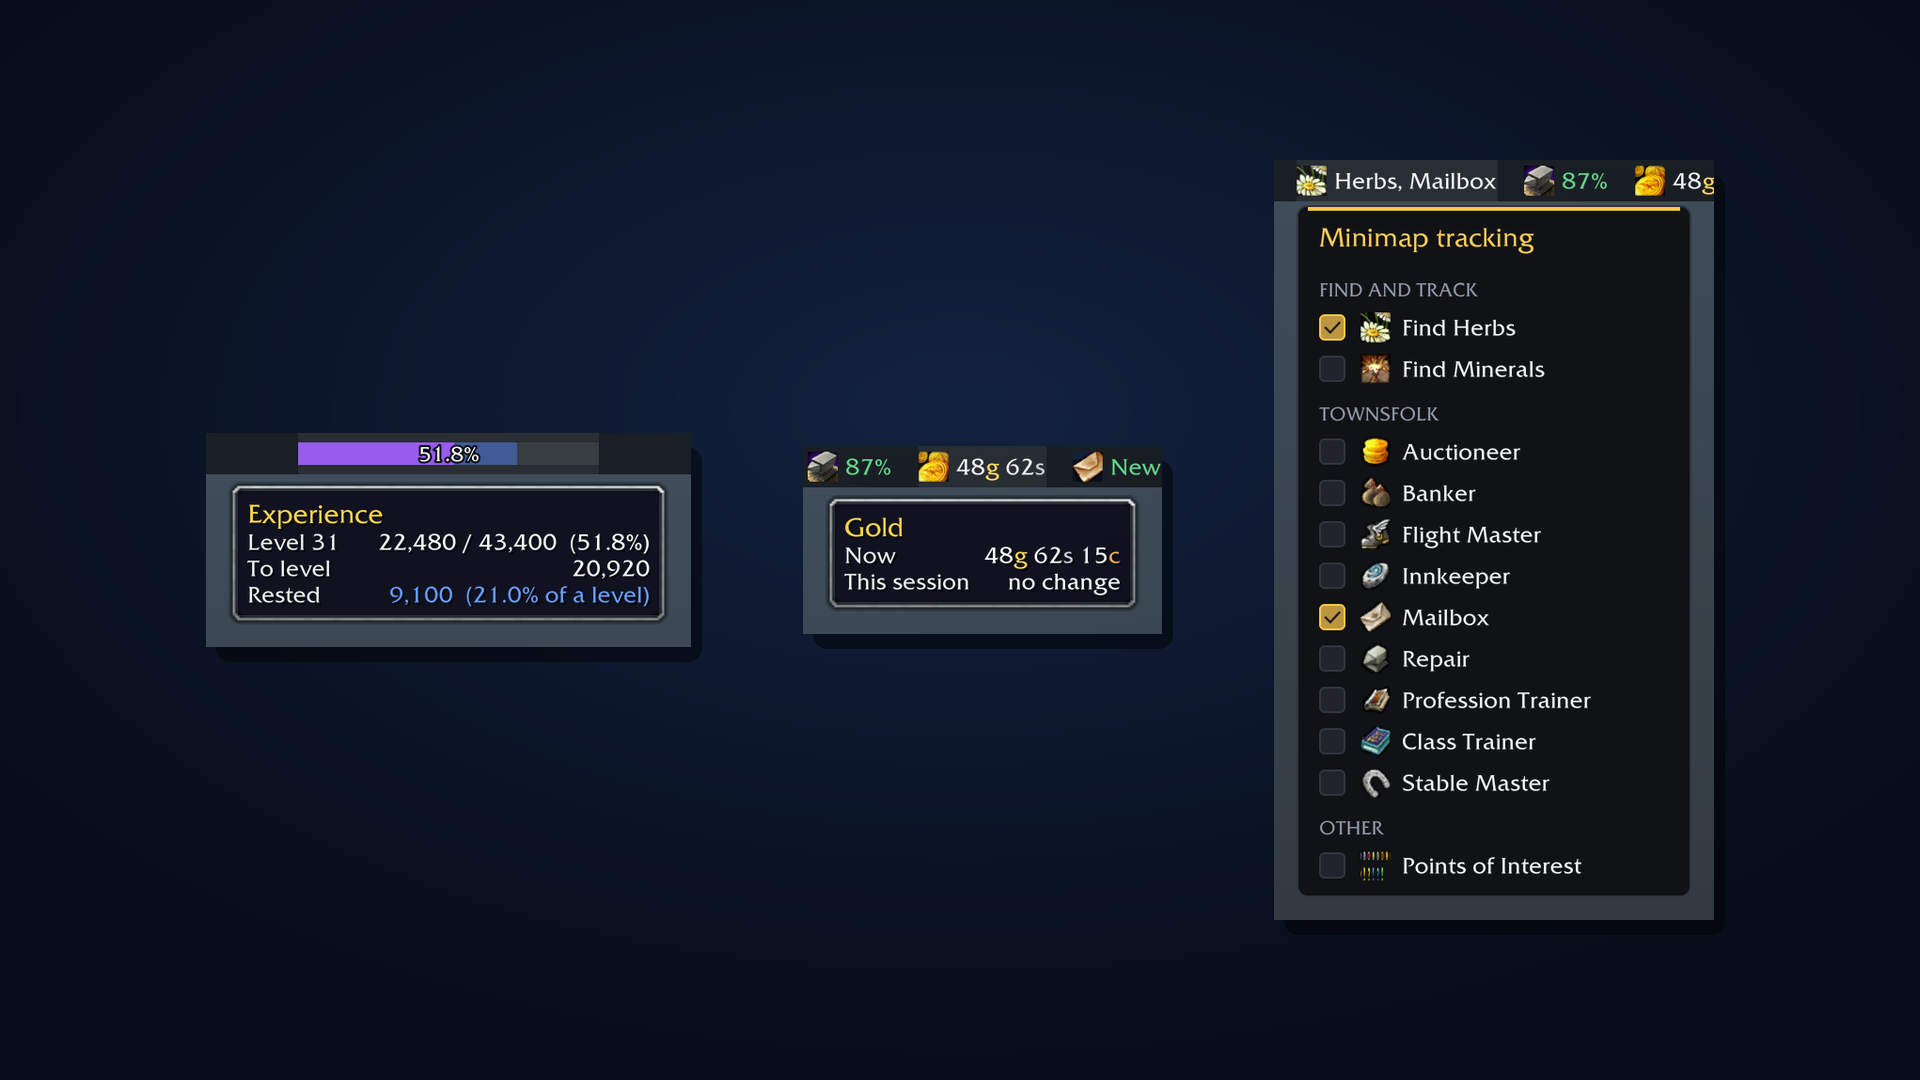 51.8%
Experience
Level 31 22,480 / 43,400 (51.8%)
To level 20,920
Rested 9,100 (21.0% of a level)
87% 48g 62s New
Gold
Now 48g 62s 15c
This session no change
Herbs, Mailbox 87% 48g
Minimap tracking
FIND AND TRACK
Find Herbs
Find Minerals
TOWNSFOLK
Auctioneer
Banker
Flight Master
Innkeeper
Mailbox
Repair
Profession Trainer
Class Trainer
Stable Master
OTHER
Points of Interest